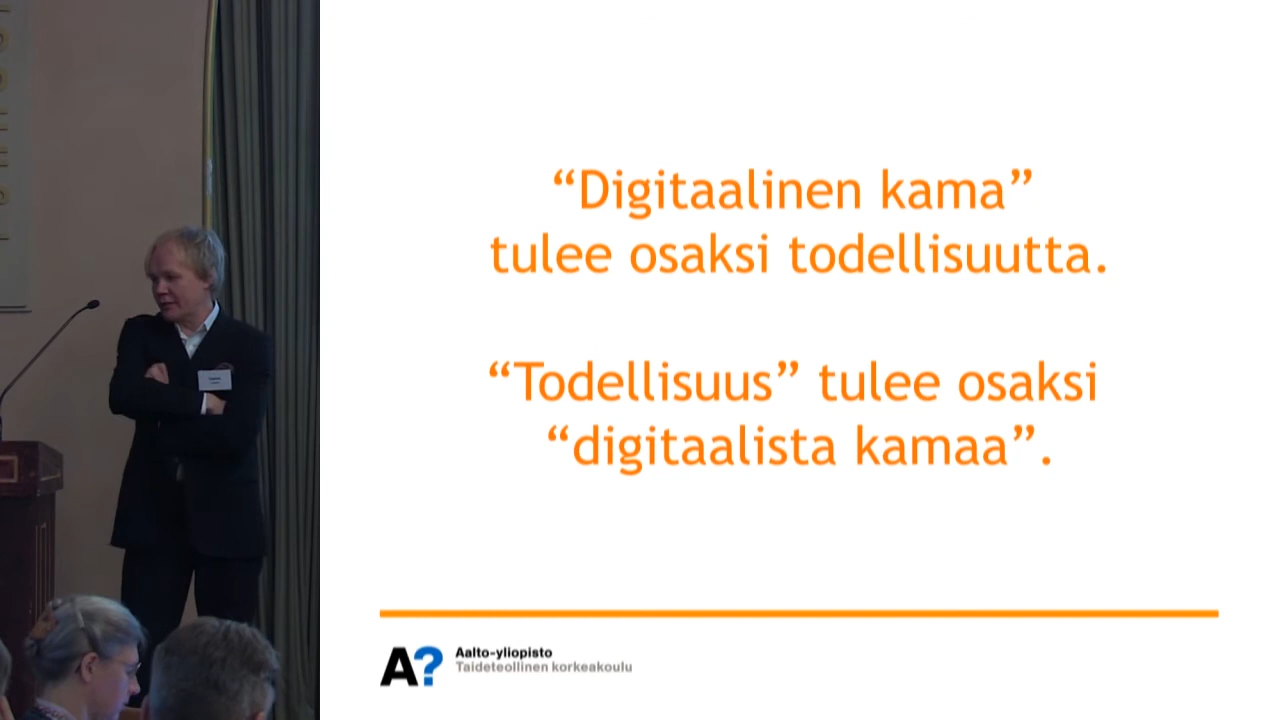 “Digitaalinen kama”
tulee osaksi todellisuutta.
“Todellisuus” tulee osaksi
“digitaalista kamaa”.
A?
Aalto-yliopisto
Taideteollinen korkeakoulu